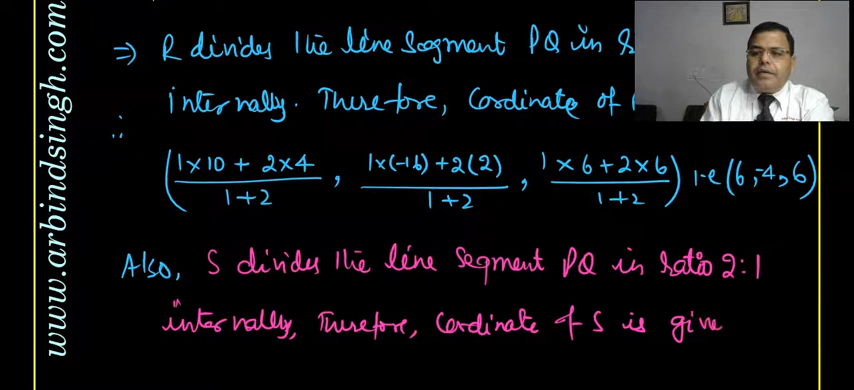 www.arbindsingh.com
⇒ R divides the line segment PQ in
internally. Therefore, Cordinate of
∴
(1×10 + 2×4 / 1+2 , 1×(-16) + 2(2) / 1+2 , 1×6 + 2×6 / 1+2) i.e (6, -4, 6)
Also, S divides the line segment PQ in ratio 2:1
internally, Therefore, Cordinate of S is give